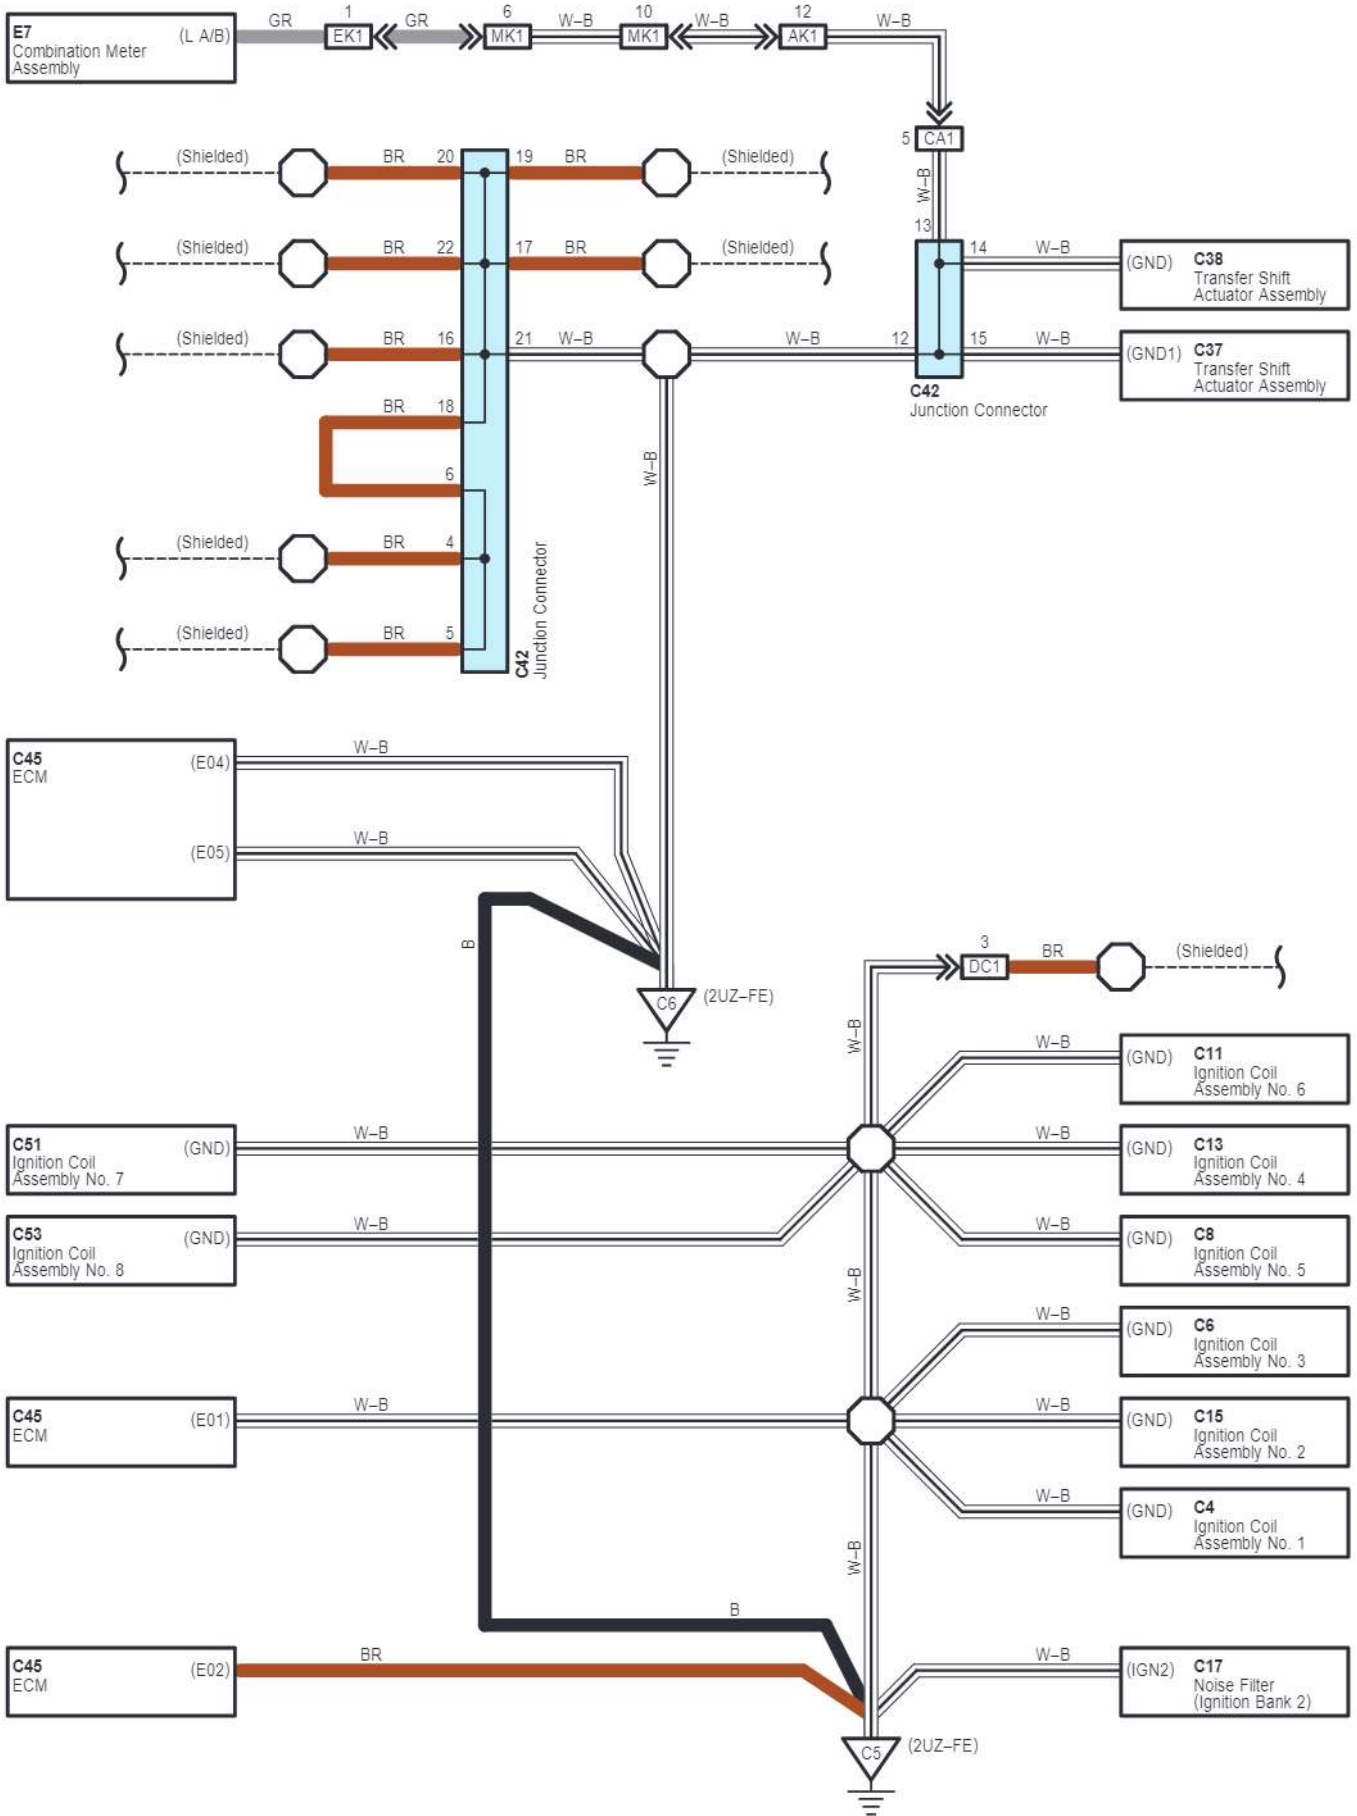 E7
Combination Meter
Assembly
(L A/B)
GR
1
EK1
GR
6
MK1
W–B
10
MK1
W–B
12
AK1
W–B
5
CA1
W–B
(Shielded)
BR
20
19
BR
(Shielded)
(Shielded)
BR
22
17
BR
(Shielded)
13
14
W–B
(GND)
C38
Transfer Shift
Actuator Assembly
(Shielded)
BR
16
21
W–B
W–B
12
15
W–B
(GND1)
C37
Transfer Shift
Actuator Assembly
C42
Junction Connector
BR
18
6
W–B
(Shielded)
BR
4
(Shielded)
BR
5
C42
Junction Connector
C45
ECM
(E04)
W–B
(E05)
W–B
B
C6
(2UZ–FE)
3
DC1
BR
(Shielded)
W–B
W–B
(GND)
C11
Ignition Coil
Assembly No. 6
C51
Ignition Coil
Assembly No. 7
(GND)
W–B
W–B
(GND)
C13
Ignition Coil
Assembly No. 4
C53
Ignition Coil
Assembly No. 8
(GND)
W–B
W–B
(GND)
C8
Ignition Coil
Assembly No. 5
W–B
W–B
(GND)
C6
Ignition Coil
Assembly No. 3
C45
ECM
(E01)
W–B
W–B
(GND)
C15
Ignition Coil
Assembly No. 2
W–B
(GND)
C4
Ignition Coil
Assembly No. 1
W–B
B
C45
ECM
(E02)
BR
W–B
(IGN2)
C17
Noise Filter
(Ignition Bank 2)
C5
(2UZ–FE)